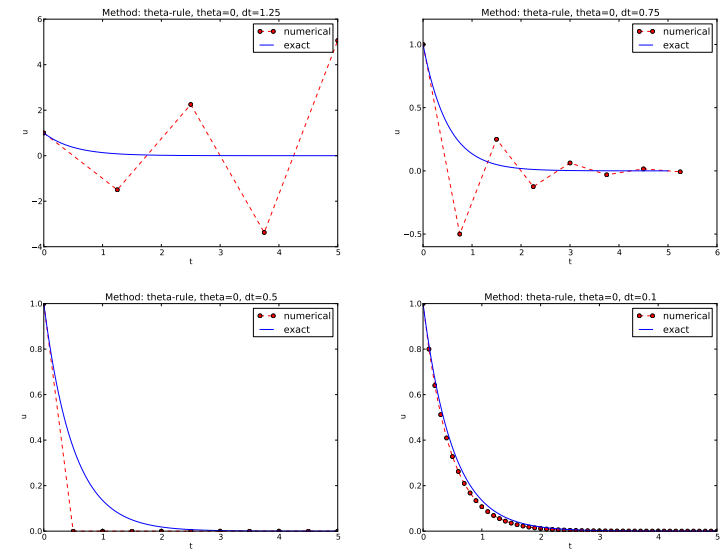 Method: theta-rule, theta=0, dt=1.25
numerical
exact
6
4
2
0
−2
−4
u
0 1 2 3 4 5
t
Method: theta-rule, theta=0, dt=0.75
numerical
exact
1.0
0.5
0.0
−0.5
u
0 1 2 3 4 5 6
t
Method: theta-rule, theta=0, dt=0.5
numerical
exact
1.0
0.8
0.6
0.4
0.2
0.0
u
0 1 2 3 4 5
t
Method: theta-rule, theta=0, dt=0.1
numerical
exact
1.0
0.8
0.6
0.4
0.2
0.0
u
0 1 2 3 4 5
t